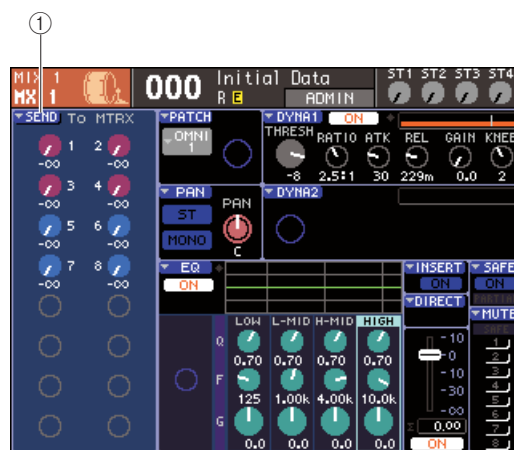 ①
MIX 1
MX 1
000 Initial Data
R E ADMIN
ST1 ST2 ST3 ST4
SEND To MTRX
1 2
-∞ -∞
3 4
-∞ -∞
5 6
-∞ -∞
7 8
-∞ -∞
PATCH
OMNI
1
DYNA1 ON
THRESH RATIO ATK REL GAIN KNEE
-8 2.5:1 30 229m 0.0 2
PAN
ST
MONO
PAN
C
DYNA2
EQ
ON
LOW L-MID H-MID HIGH
Q
0.70 0.70 0.70 0.70
F
125 1.00k 4.00k 10.0k
G
0.0 0.0 0.0 0.0
INSERT
ON
DIRECT
10
0
-10
-30
-∞
Σ 0.00
ON
SAFE
ON
PARTIAL
MUTE
SAFE
1
2
3
4
5
6
7
8